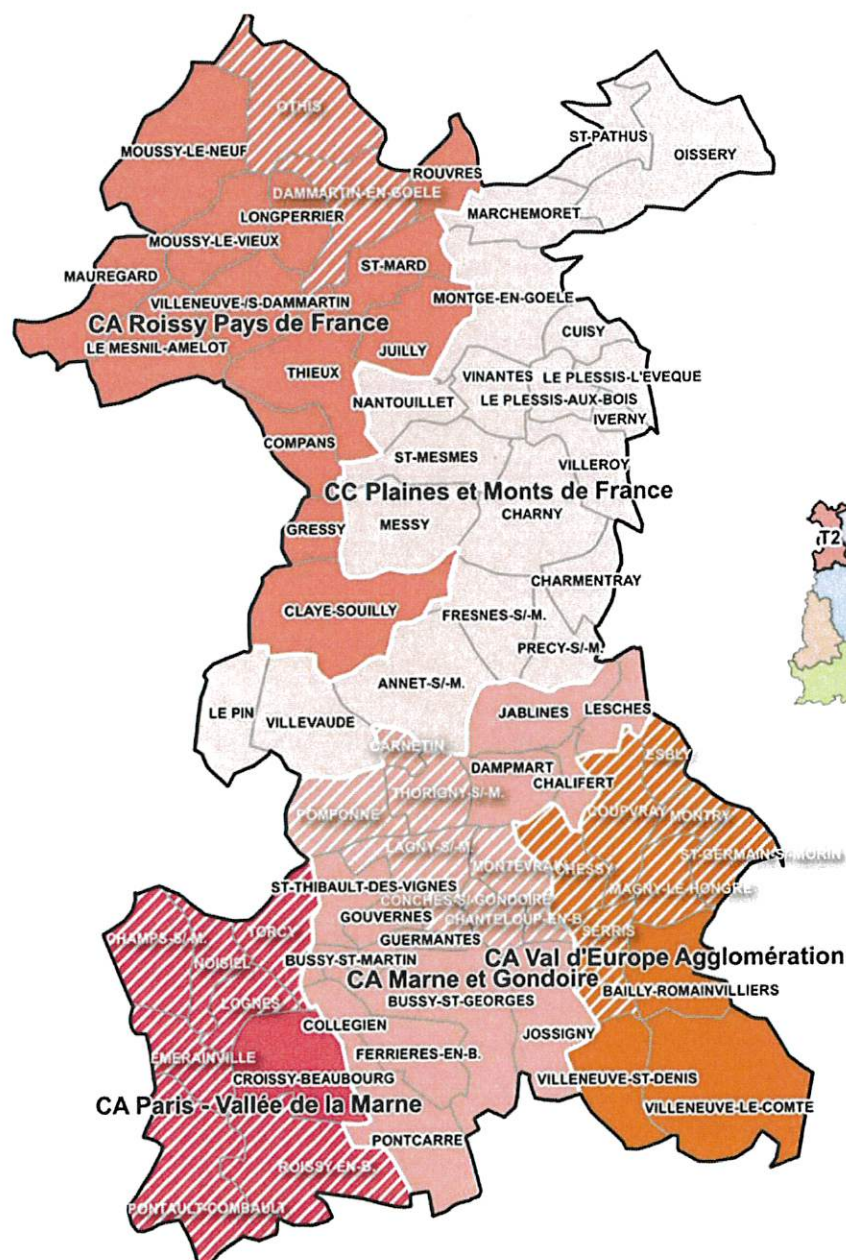 OTHIS
ST-PATHUS
OISSERY
MOUSSY-LE-NEUF
ROUVRES
DAMMARTIN-EN-GOELE
LONGPERRIER
MARCHEMORET
MOUSSY-LE-VIEUX
ST-MARD
MAUREGARD
VILLENEUVE-/S-DAMMARTIN
MONTGE-EN-GOELE
CA Roissy Pays de France
CUISY
LE MESNIL-AMELOT
JUILLY
THIEUX
VINANTES
LE PLESSIS-L'EVEQUE
NANTOUILLET
LE PLESSIS-AUX-BOIS
IVERNY
COMPANS
ST-MESMES
VILLEROY
CC Plaines et Monts de France
CHARNY
MESSY
GRESSY
T2
CHARMENTRAY
CLAYE-SOUILLY
FRESNES-S/-M.
PRECY-S/-M.
ANNET-S/-M.
LE PIN
VILLEVAUDE
JABLINES
LESCHES
CARNETIN
ESBLY
DAMPMART
CHALIFERT
THORIGNY-S/-M.
POMPONNE
COUPVRAY
MONTRY
LAGNY-S/-M.
ST-GERMAIN-S/-MORIN
MONTEVRAIN
CHESSY
ST-THIBAULT-DES-VIGNES
MAGNY-LE-HONGRE
CONCHES-S/-GONDOIRE
GOUVERNES
CHANTELOUP-EN-B.
SERRIS
CHAMPS-S/-M.
TORCY
GUERMANTES
NOISIEL
BUSSY-ST-MARTIN
CA Val d'Europe Agglomération
CA Marne et Gondoire
BAILLY-ROMAINVILLIERS
LOGNES
BUSSY-ST-GEORGES
COLLEGIEN
JOSSIGNY
EMERAINVILLE
FERRIERES-EN-B.
CROISSY-BEAUBOURG
VILLENEUVE-ST-DENIS
CA Paris - Vallée de la Marne
VILLENEUVE-LE-COMTE
PONTCARRE
ROISSY-EN-B.
PONTAULT-COMBAULT